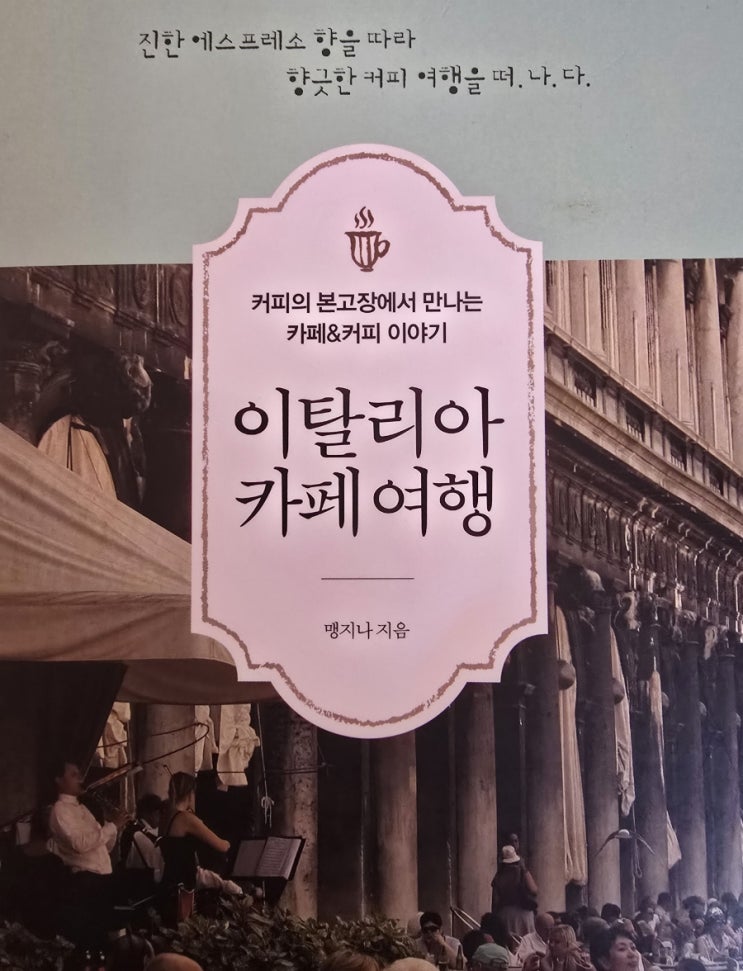 진한 에스프레소 향을 따라
향긋한 커피 여행을 떠.나.다.
커피의 본고장에서 만나는
카페&커피 이야기
이탈리아
카페 여행
맹지나 지음